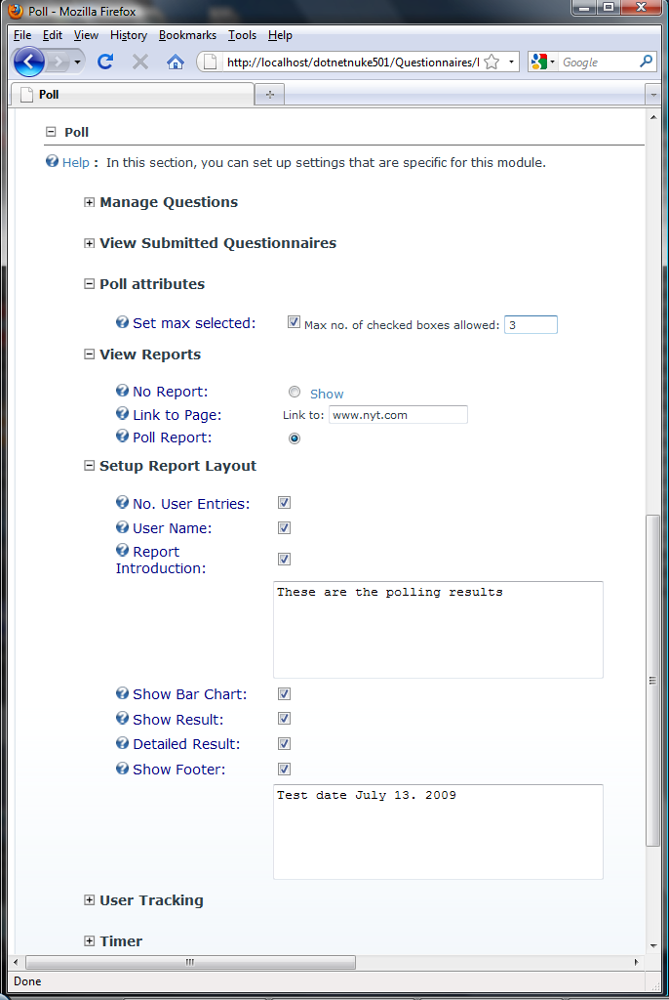 Poll - Mozilla Firefox
File Edit View History Bookmarks Tools Help
http://localhost/dotnetnuke501/Questionnaires/ Google
Poll
Poll
Help : In this section, you can set up settings that are specific for this module.
Manage Questions
View Submitted Questionnaires
Poll attributes
Set max selected: Max no. of checked boxes allowed: 3
View Reports
No Report: Show
Link to Page: Link to: www.nyt.com
Poll Report:
Setup Report Layout
No. User Entries:
User Name:
Report
Introduction:
These are the polling results
Show Bar Chart:
Show Result:
Detailed Result:
Show Footer:
Test date July 13. 2009
User Tracking
Timer
Done